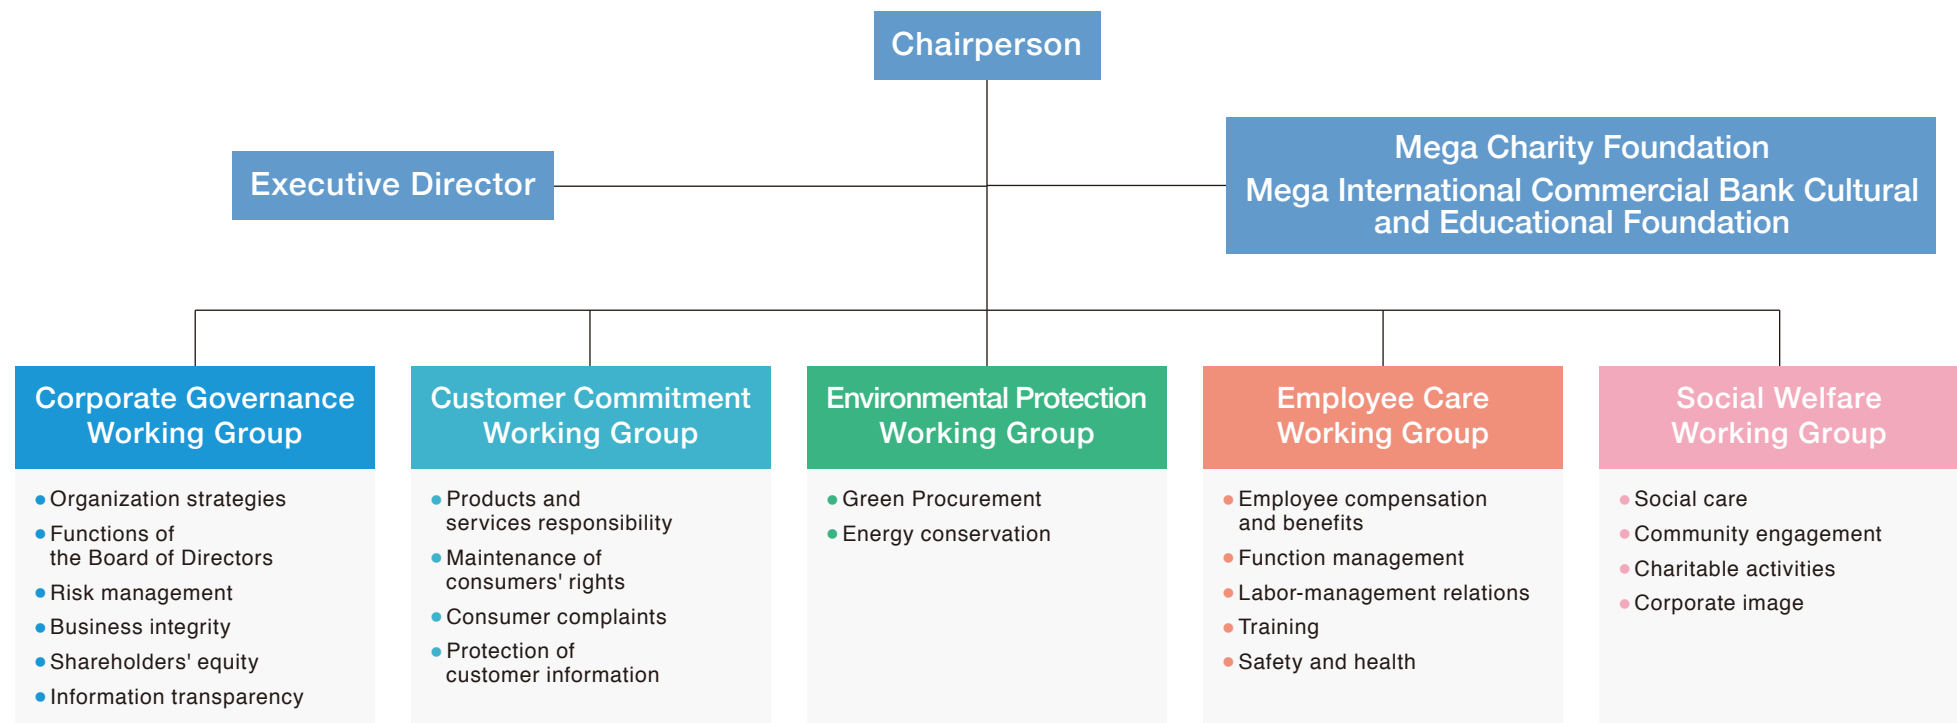 Chairperson
Executive Director
Mega Charity Foundation
Mega International Commercial Bank Cultural
and Educational Foundation
Corporate Governance
Working Group
Organization strategies
Functions of
the Board of Directors
Risk management
Business integrity
Shareholders' equity
Information transparency
Customer Commitment
Working Group
Products and
services responsibility
Maintenance of
consumers' rights
Consumer complaints
Protection of
customer information
Environmental Protection
Working Group
Green Procurement
Energy conservation
Employee Care
Working Group
Employee compensation
and benefits
Function management
Labor-management relations
Training
Safety and health
Social Welfare
Working Group
Social care
Community engagement
Charitable activities
Corporate image